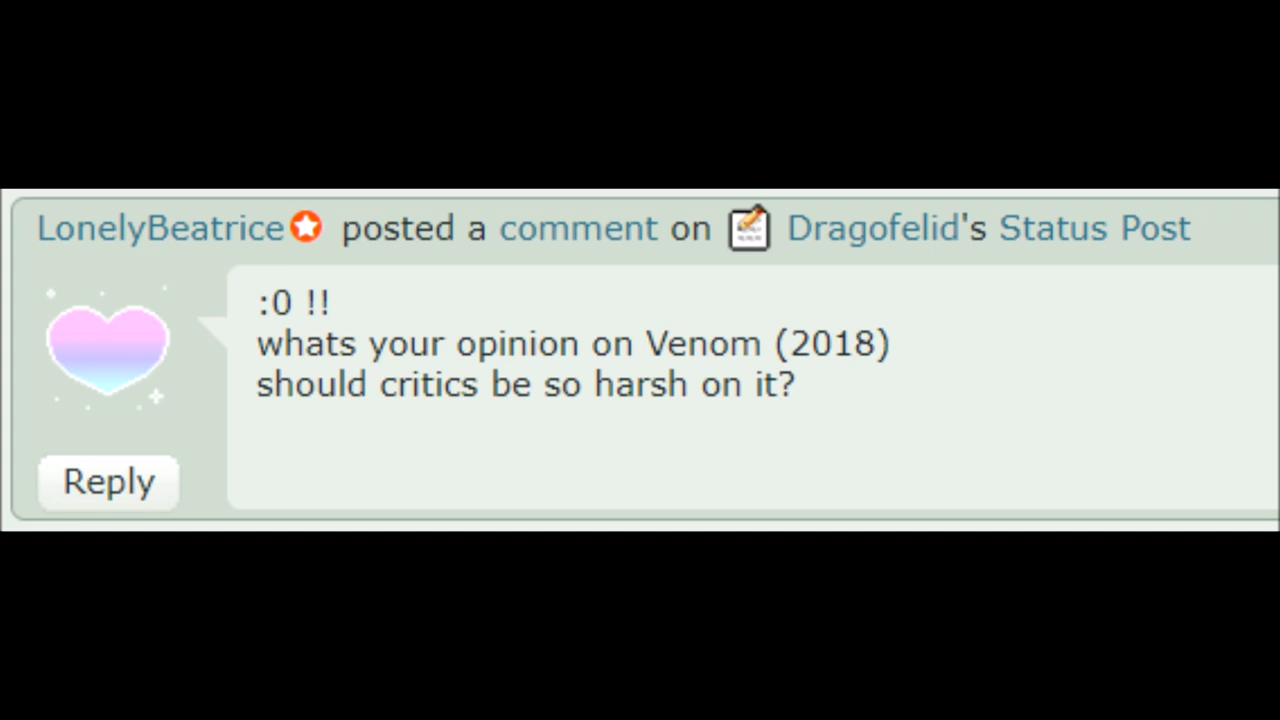 LonelyBeatrice posted a comment on Dragofelid's Status Post
:0 !!
whats your opinion on Venom (2018)
should critics be so harsh on it?
Reply